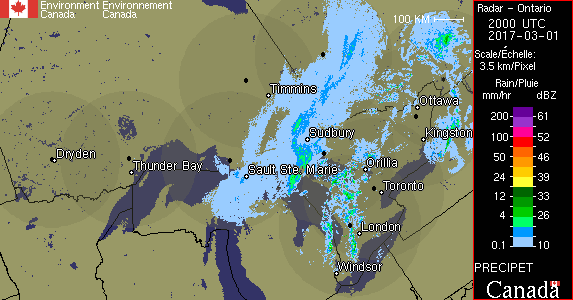 Environment Environnement
Canada Canada
100 KM
Timmins
Ottawa
Sudbury
Kingston
Dryden
Thunder Bay
Sault Ste. Marie
Orillia
Toronto
London
Windsor
Radar - Ontario
2000 UTC
2017-03-01
Scale/Échelle:
3.5 km/Pixel
Rain/Pluie
mm/hr dBZ
200 61
100 52
50 46
24 39
12 33
4 26
0.1 10
PRECIPET
Canada